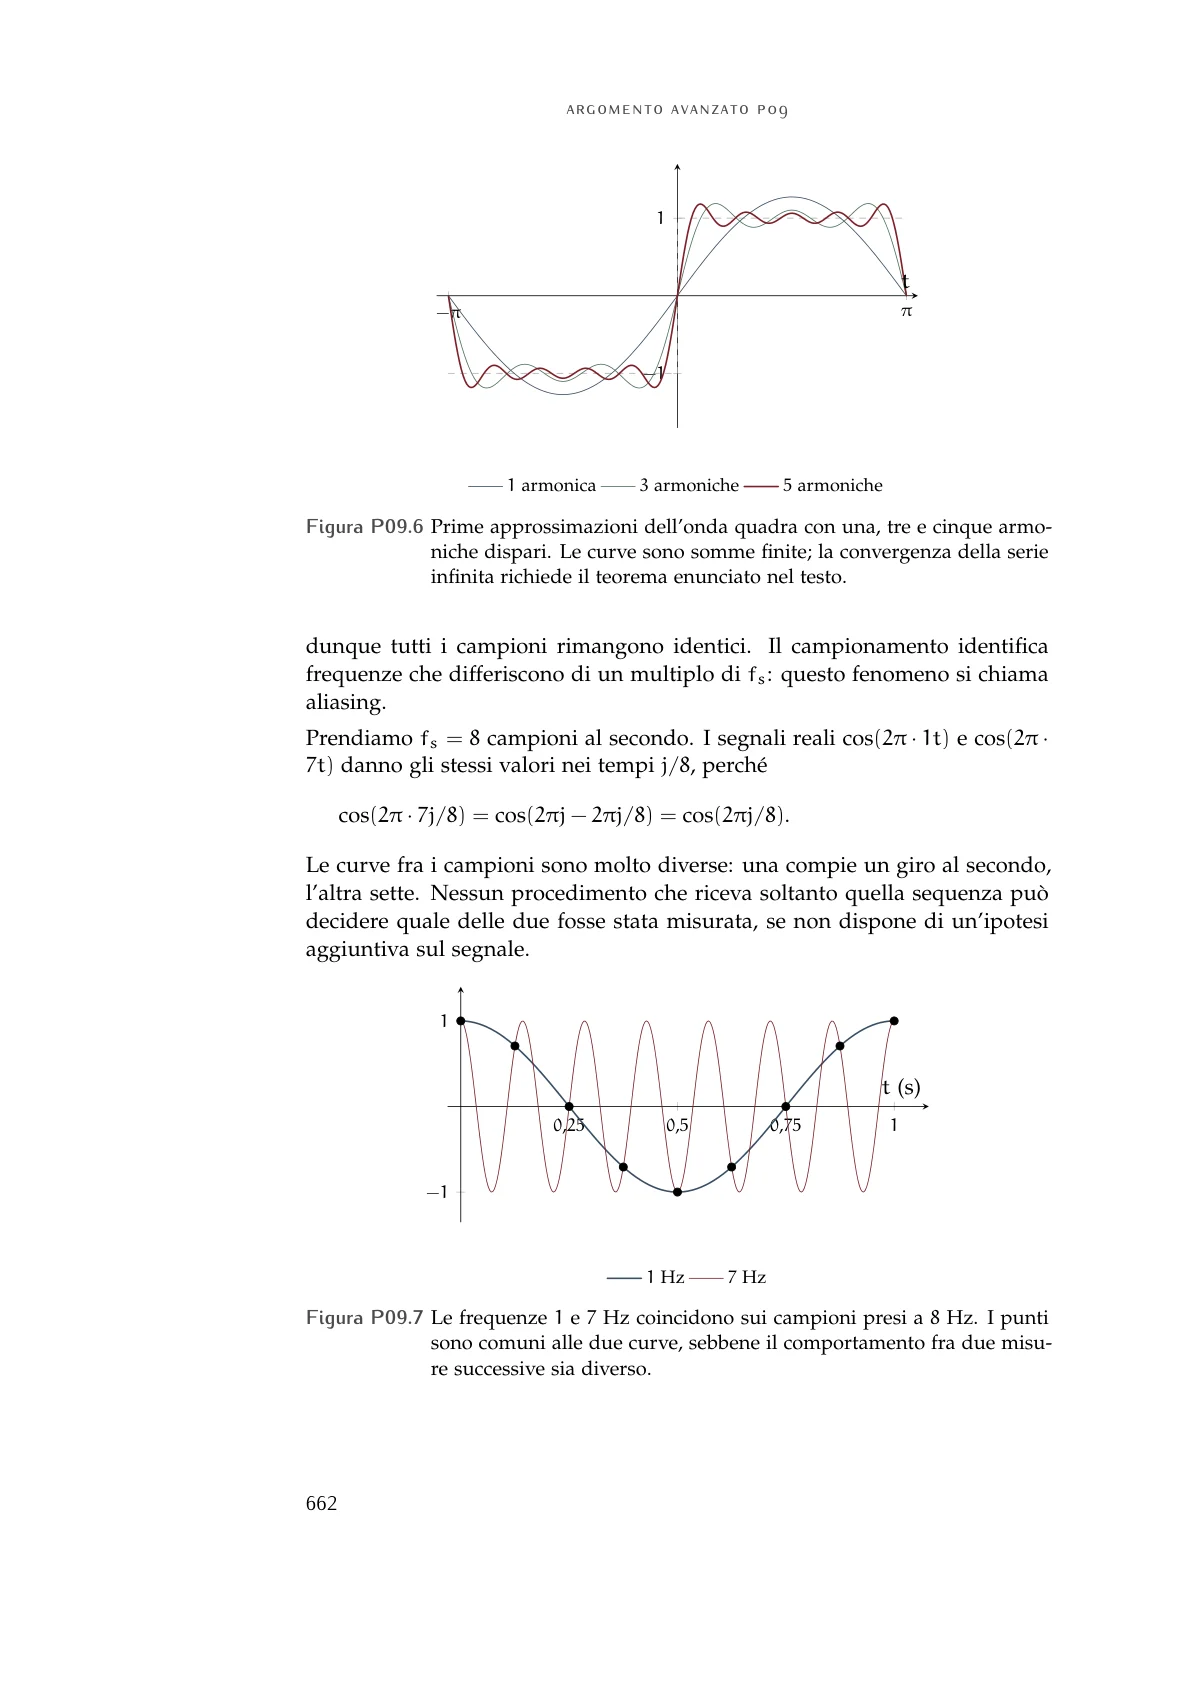 ARGOMENTO AVANZATO P09
1
t
−π
π
−1
1 armonica 3 armoniche 5 armoniche
Figura P09.6 Prime approssimazioni dell'onda quadra con una, tre e cinque armo-
niche dispari. Le curve sono somme finite; la convergenza della serie
infinita richiede il teorema enunciato nel testo.
dunque tutti i campioni rimangono identici. Il campionamento identifica
frequenze che differiscono di un multiplo di fₛ: questo fenomeno si chiama
aliasing.
Prendiamo fₛ = 8 campioni al secondo. I segnali reali cos(2π · 1t) e cos(2π ·
7t) danno gli stessi valori nei tempi j/8, perché
cos(2π · 7j/8) = cos(2πj − 2πj/8) = cos(2πj/8).
Le curve fra i campioni sono molto diverse: una compie un giro al secondo,
l'altra sette. Nessun procedimento che riceva soltanto quella sequenza può
decidere quale delle due fosse stata misurata, se non dispone di un'ipotesi
aggiuntiva sul segnale.
1
t (s)
0,25 0,5 0,75 1
−1
1 Hz 7 Hz
Figura P09.7 Le frequenze 1 e 7 Hz coincidono sui campioni presi a 8 Hz. I punti
sono comuni alle due curve, sebbene il comportamento fra due misu-
re successive sia diverso.
662